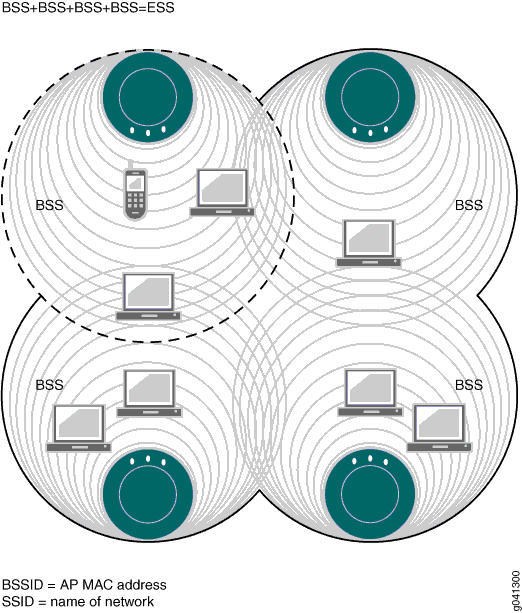 BSS+BSS+BSS+BSS=ESS
BSS
BSS
BSS
BSS
BSSID = AP MAC address
SSID = name of network
g041300